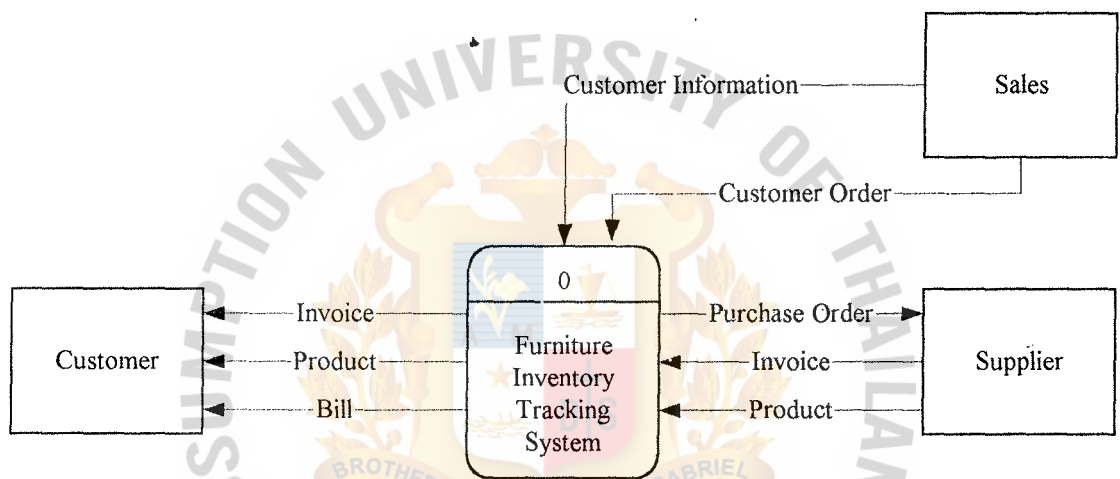 Customer Information
Sales
Customer Order
0
Furniture
Inventory
Tracking
System
Customer
Invoice
Product
Bill
Purchase Order
Invoice
Product
Supplier
UNIVERSITY OF